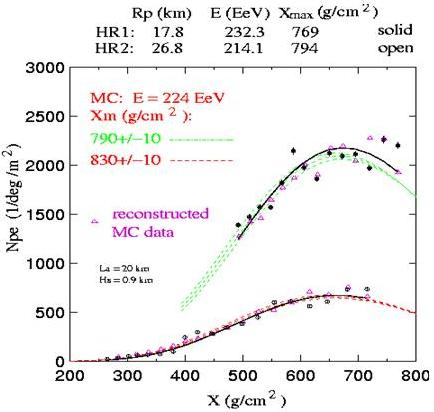 Rp (km) E (EeV) Xmax(g/cm²)
HR1: 17.8 232.3 769 solid
HR2: 26.8 214.1 794 open
3000
2500
2000
1500
1000
500
0
Npe (1/deg/m²)
MC: E = 224 EeV
Xm (g/cm²):
790+/-10
830+/-10
reconstructed
MC data
La = 20 km
Hs = 0.9 km
200 300 400 500 600 700 800
X (g/cm²)